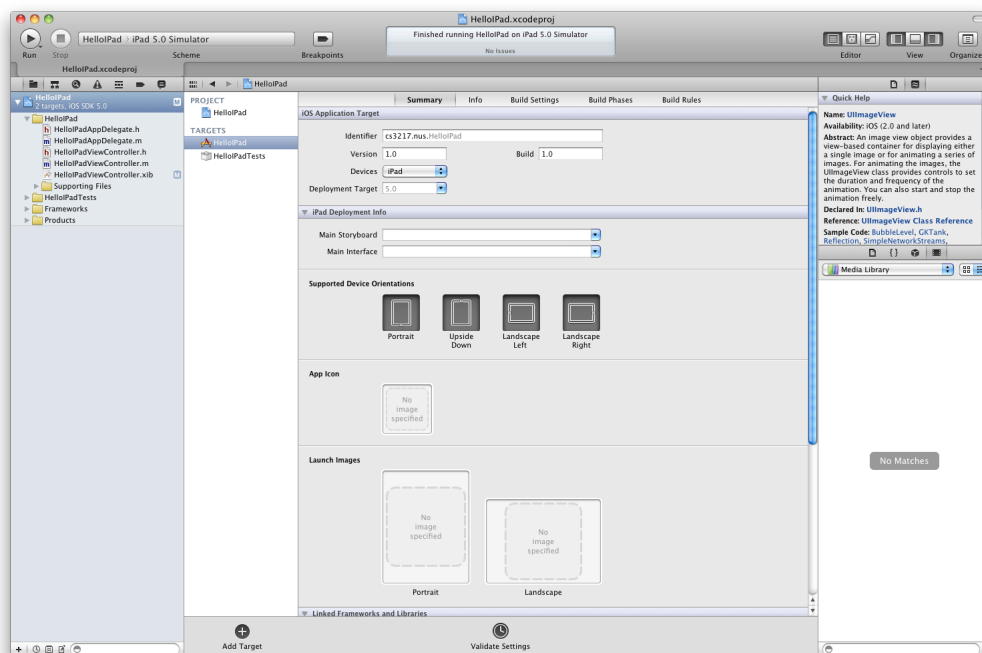 HelloIPad.xcodeproj
HelloIPad › iPad 5.0 Simulator
Finished running HelloIPad on iPad 5.0 Simulator
No Issues
Run Stop Scheme Breakpoints Editor View Organize
HelloIPad.xcodeproj
HelloIPad
2 targets, iOS SDK 5.0
M
HelloIPad
h HelloIPadAppDelegate.h
m HelloIPadAppDelegate.m
h HelloIPadViewController.h
m HelloIPadViewController.m
HelloIPadViewController.xib
Supporting Files
HelloIPadTests
Frameworks
Products
HelloIPad
PROJECT
HelloIPad
TARGETS
HelloIPad
HelloIPadTests
Summary Info Build Settings Build Phases Build Rules
iOS Application Target
Identifier cs3217.nus.HelloIPad
Version 1.0 Build 1.0
Devices iPad
Deployment Target 5.0
iPad Deployment Info
Main Storyboard
Main Interface
Supported Device Orientations
Portrait Upside Landscape Landscape
Down Left Right
App Icon
No
image
specified
Launch Images
No
image
specified
No
image
specified
Portrait Landscape
Linked Frameworks and Libraries
Add Target Validate Settings
Quick Help
Name: UIImageView
Availability: iOS (2.0 and later)
Abstract: An image view object provides a
view-based container for displaying either
a single image or for animating a series of
images. For animating the images, the
UIImageView class provides controls to set
the duration and frequency of the
animation. You can also start and stop the
animation freely.
Declared In: UIImageView.h
Reference: UIImageView Class Reference
Sample Code: BubbleLevel, GKTank,
Reflection, SimpleNetworkStreams,
{}
Media Library
No Matches